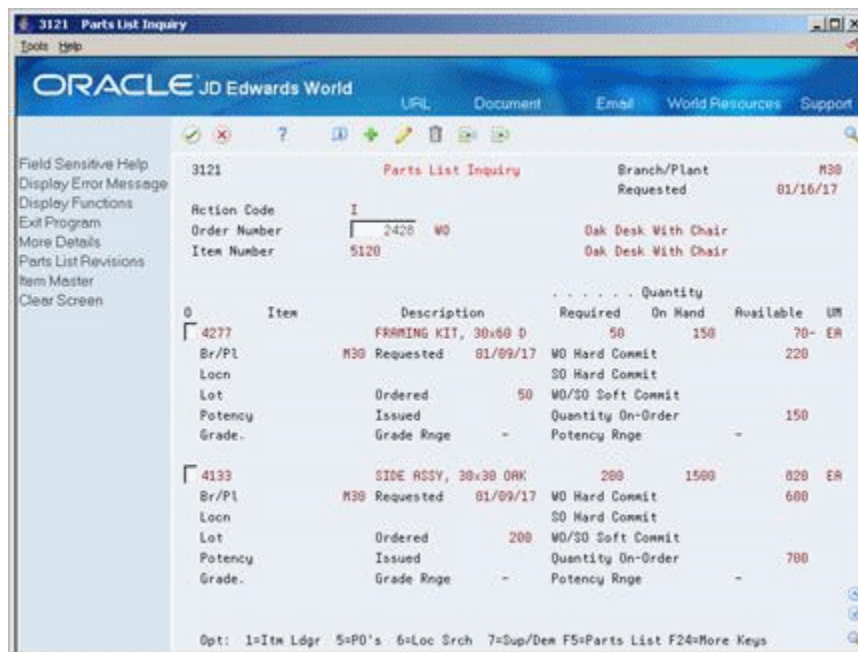 3121 Parts List Inquiry
Tools Help
ORACLE JD Edwards World
URL Document Email World Resources Support
Field Sensitive Help
Display Error Message
Display Functions
Exit Program
More Details
Parts List Revisions
Item Master
Clear Screen
3121 Parts List Inquiry Branch/Plant M30
Requested 01/16/17
Action Code I
Order Number 2428 WO Oak Desk With Chair
Item Number 5120 Oak Desk With Chair
. . . . . . Quantity
O Item Description Required On Hand Available UM
4277 FRAMING KIT, 30x60 D 50 150 70- EA
Br/Pl M30 Requested 01/09/17 WO Hard Commit 220
Locn SO Hard Commit
Lot Ordered 50 WO/SO Soft Commit
Potency Issued Quantity On-Order 150
Grade. Grade Rnge - Potency Rnge -
4133 SIDE ASSY, 30x30 OAK 200 1500 820 EA
Br/Pl M30 Requested 01/09/17 WO Hard Commit 680
Locn SO Hard Commit
Lot Ordered 200 WO/SO Soft Commit
Potency Issued Quantity On-Order 700
Grade. Grade Rnge - Potency Rnge -
Opt: 1=Itm Ldgr 5=PO's 6=Loc Srch 7=Sup/Dem F5=Parts List F24=More Keys